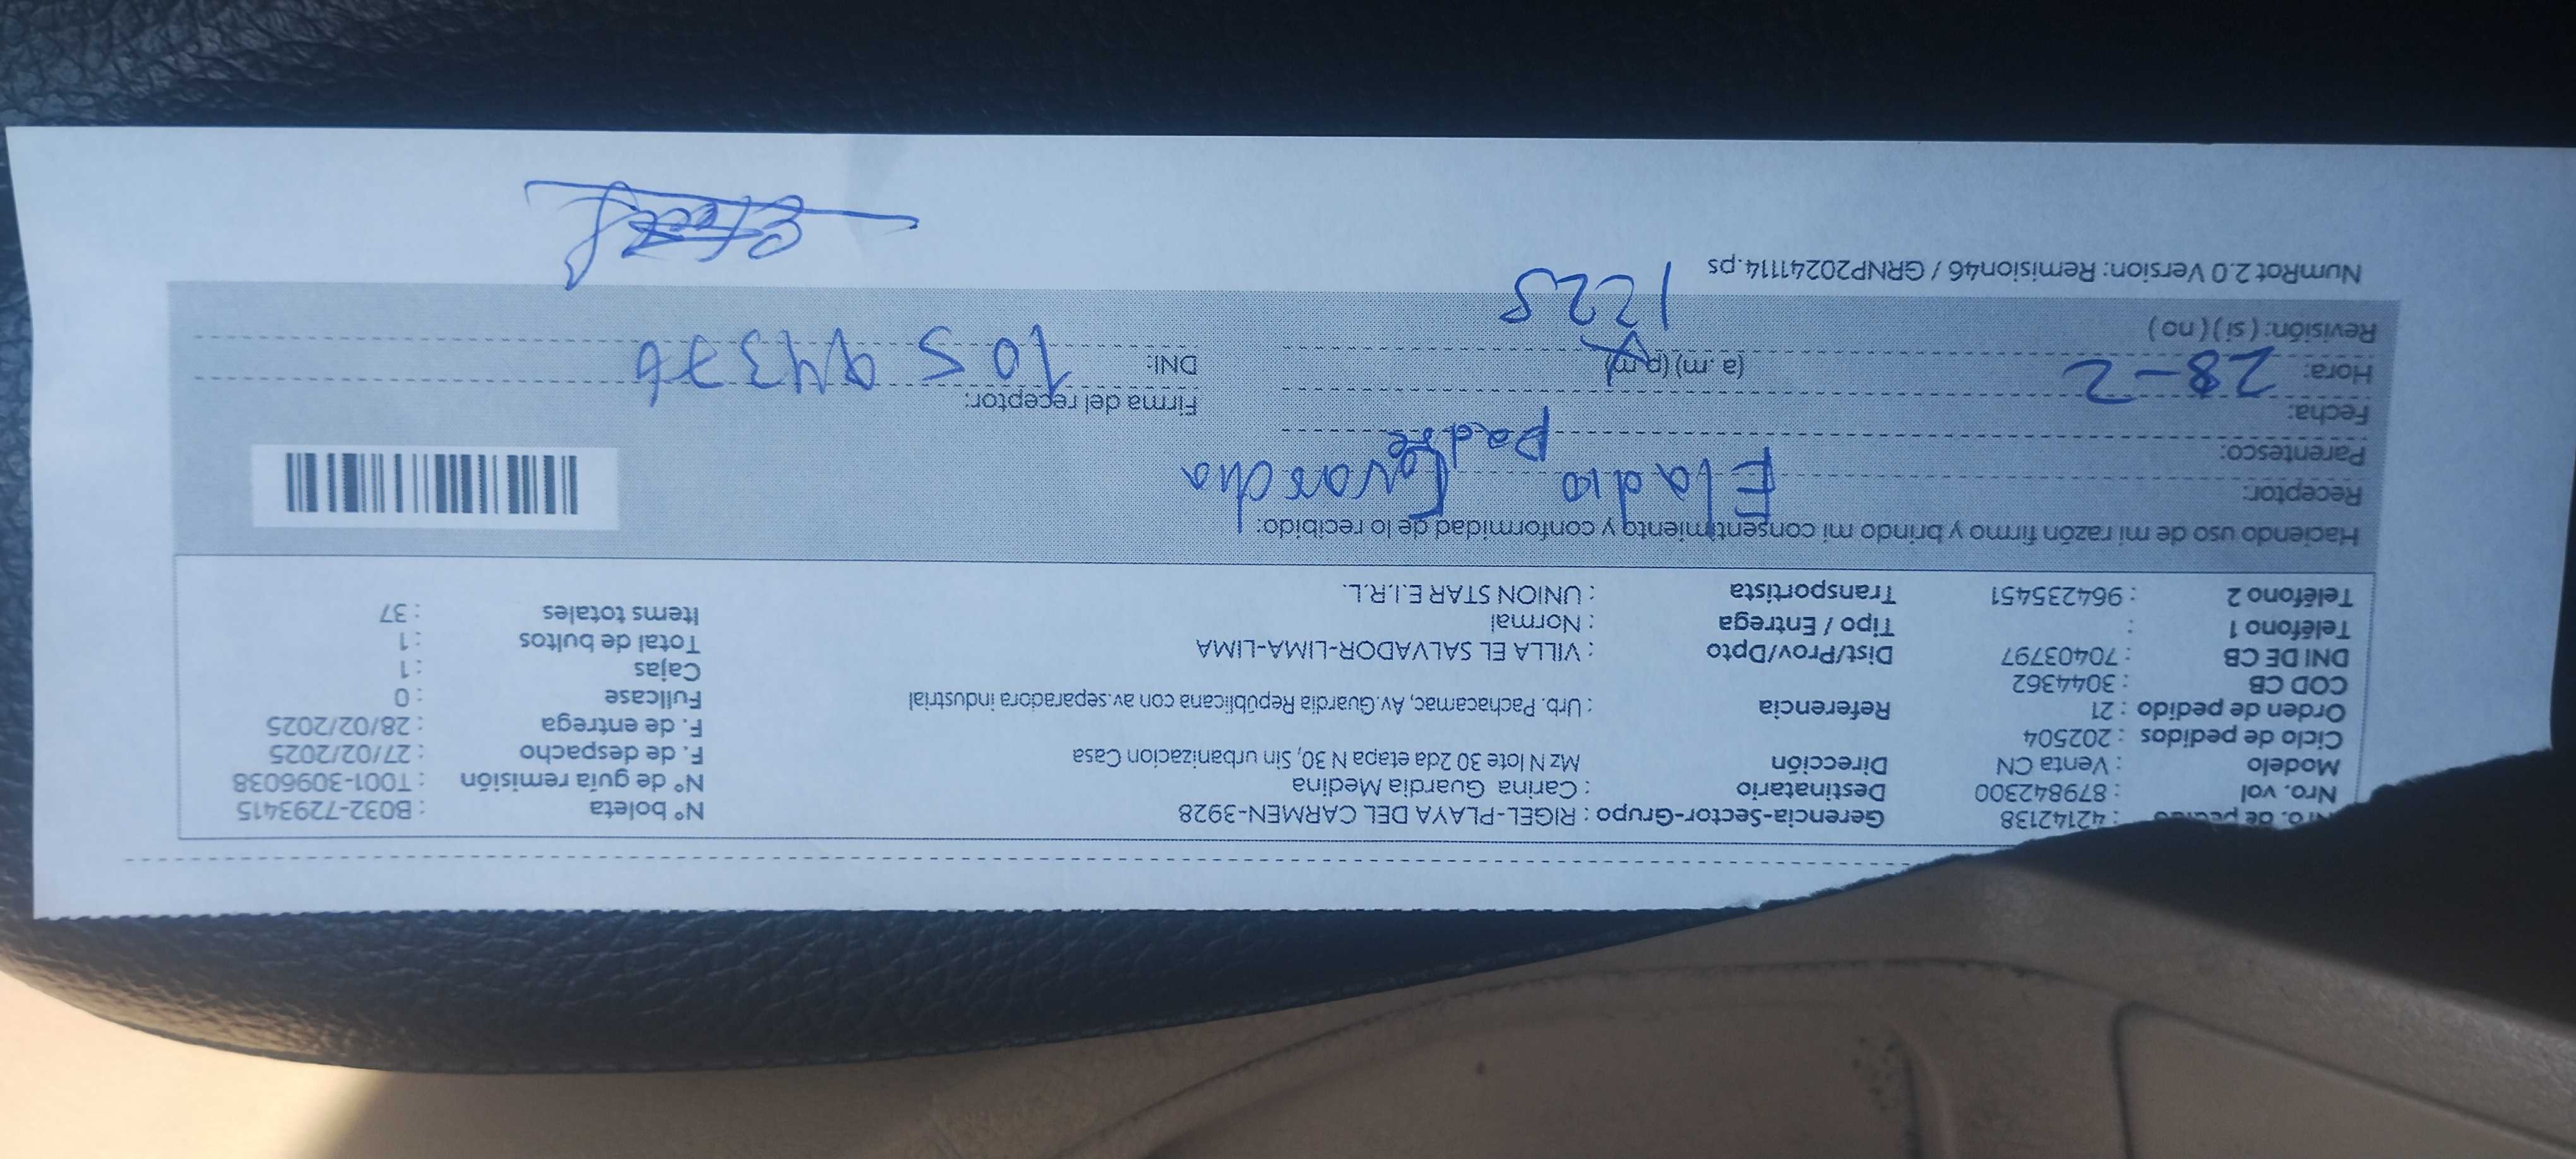 Nro. de pedido : 42142138 Gerencia-Sector-Grupo : RIGEL-PLAYA DEL CARMEN-3928 N° boleta : B032-7293415
Nro. vol : 879842300 Destinatario : Carina Guardia Medina N° de guía remisión : T001-3096038
Modelo : Venta CN Dirección Mz N lote 30 2da etapa N 30, Sin urbanizacion Casa F. de despacho : 27/02/2025
Ciclo de pedidos : 202504 F. de entrega : 28/02/2025
Orden de pedido : 21 Referencia : Urb. Pachacamac, Av.Guardia Republicana con av.separadora industrial Fullcase : 0
COD CB : 3044362 Cajas : 1
DNI DE CB : 70403797 Dist/Prov/Dpto : VILLA EL SALVADOR-LIMA-LIMA Total de bultos : 1
Teléfono 1 : Tipo / Entrega : Normal Items totales : 37
Teléfono 2 : 964235451 Transportista : UNION STAR E.I.R.L.
Haciendo uso de mi razón firmo y brindo mi consentimiento y conformidad de lo recibido:
Receptor: Eladio
Parentesco: Padre
Fecha: 28-2
Firma del receptor:
Hora: (a .m) (p.m)
DNI: 10594376
Revisión: ( si ) ( no ) 1225
NumRot 2.0 Version: Remision46 / GRNP20241114.ps